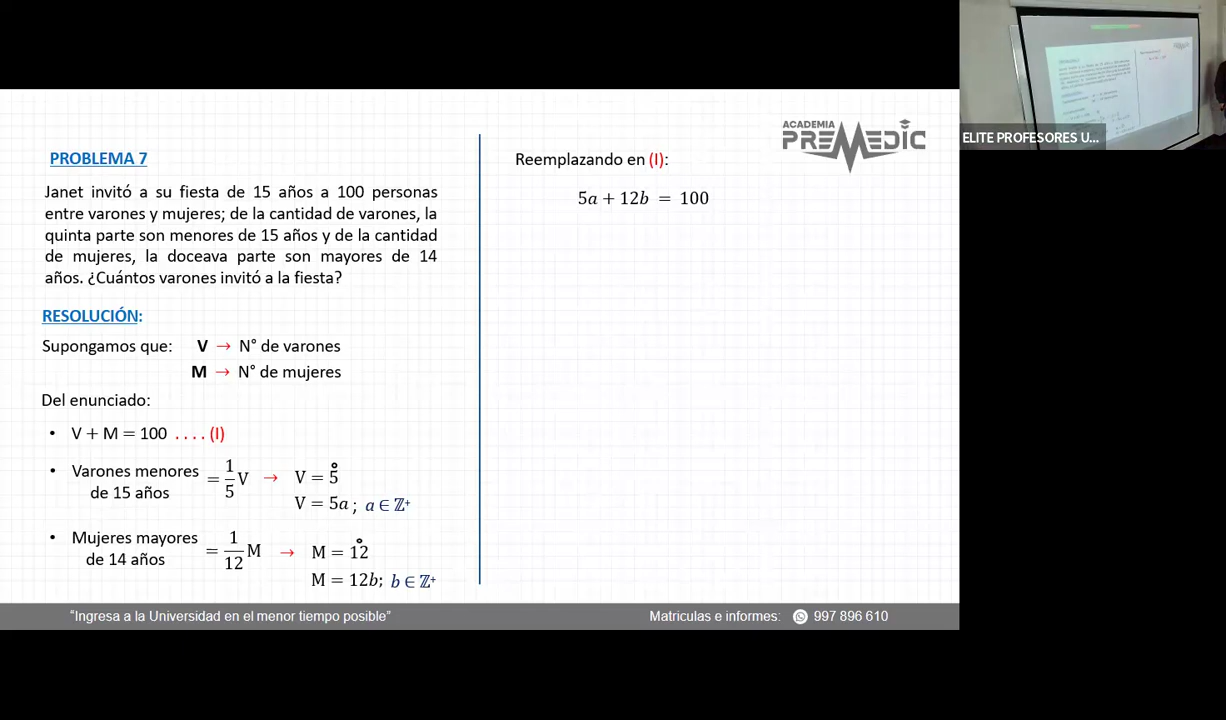 PROBLEMA 7
Janet invitó a su fiesta de 15 años a 100 personas
entre varones y mujeres; de la cantidad de varones, la
quinta parte son menores de 15 años y de la cantidad
de mujeres, la doceava parte son mayores de 14
años. ¿Cuántos varones invitó a la fiesta?
RESOLUCIÓN:
Supongamos que: V → N° de varones
M → N° de mujeres
Del enunciado:
• V + M = 100 . . . . (I)
• Varones menores de 15 años = 1/5 V → V = 5̊
V = 5a ; a ∈ ℤ⁺
• Mujeres mayores de 14 años = 1/12 M → M = 12̊
M = 12b; b ∈ ℤ⁺
ACADEMIA
PREMEDIC
Reemplazando en (I):
5a + 12b = 100
“Ingresa a la Universidad en el menor tiempo posible”
Matriculas e informes: 997 896 610
ELITE PROFESORES U...